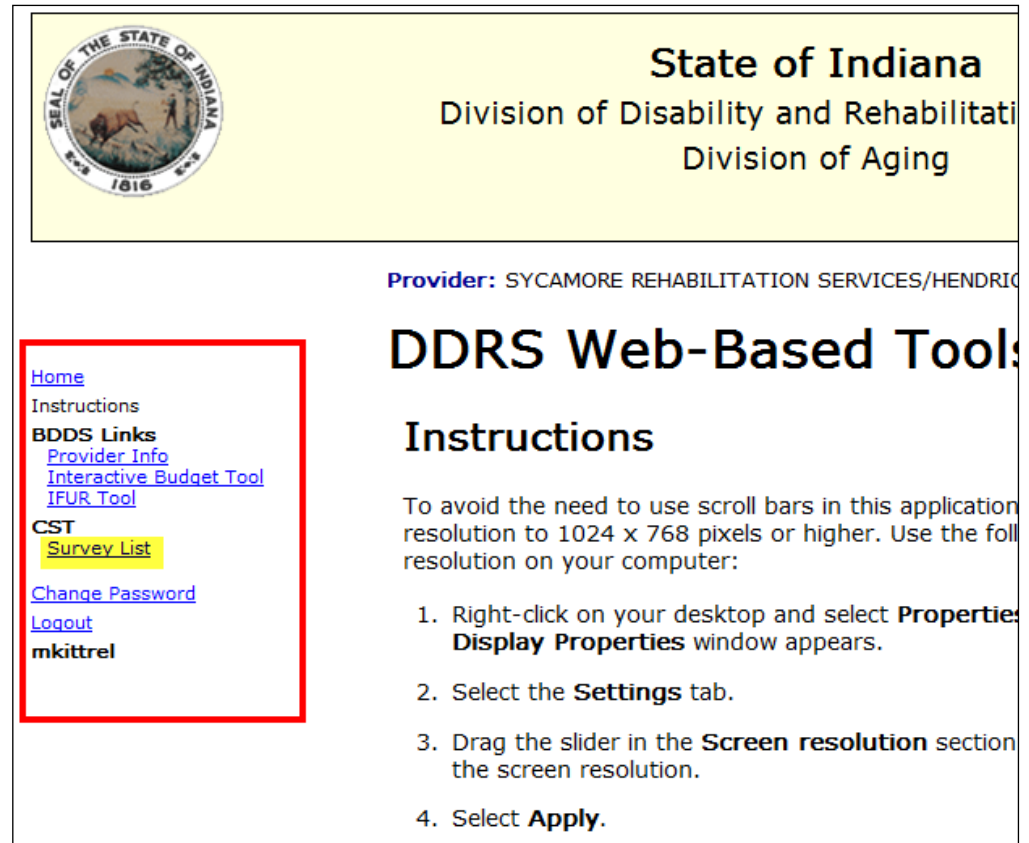 SEAL OF THE STATE OF INDIANA
1816
State of Indiana
Division of Disability and Rehabilitati
Division of Aging
Provider: SYCAMORE REHABILITATION SERVICES/HENDRIC
DDRS Web-Based Tools
Home
Instructions
BDDS Links
Provider Info
Interactive Budget Tool
IFUR Tool
CST
Survey List
Change Password
Logout
mkittrel
Instructions
To avoid the need to use scroll bars in this application
resolution to 1024 x 768 pixels or higher. Use the foll
resolution on your computer:
1. Right-click on your desktop and select Properties
Display Properties window appears.
2. Select the Settings tab.
3. Drag the slider in the Screen resolution section
the screen resolution.
4. Select Apply.